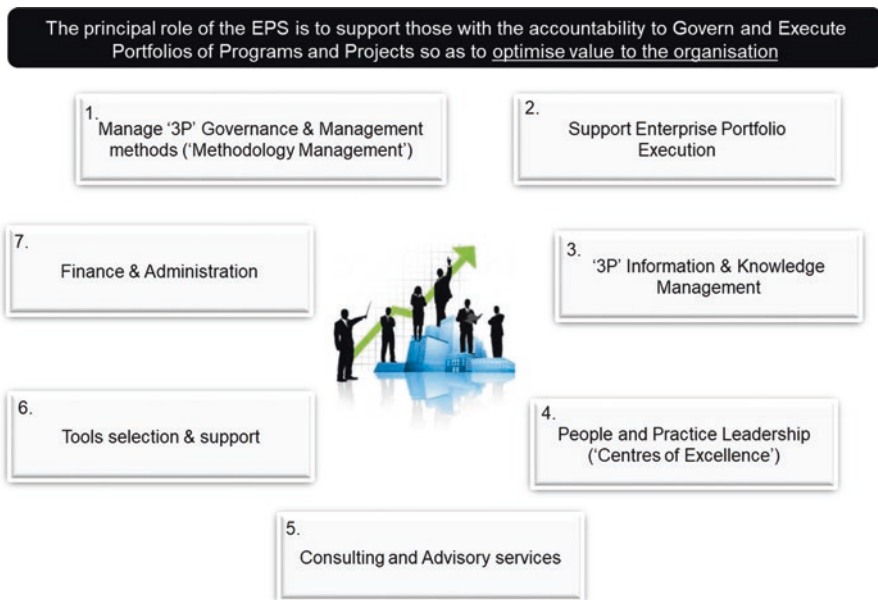 The principal role of the EPS is to support those with the accountability to Govern and Execute
Portfolios of Programs and Projects so as to optimise value to the organisation
1.
Manage ‘3P’ Governance & Management
methods (‘Methodology Management’)
2.
Support Enterprise Portfolio
Execution
3.
‘3P’ Information & Knowledge
Management
4.
People and Practice Leadership
(‘Centres of Excellence’)
5.
Consulting and Advisory services
6.
Tools selection & support
7.
Finance & Administration